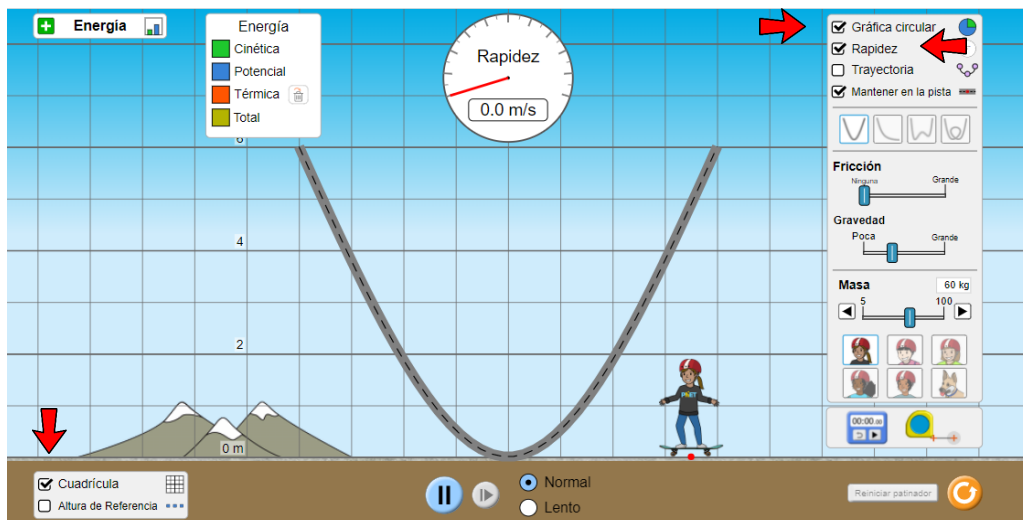 Energía
Energía
Cinética
Potencial
Térmica
Total
Rapidez
0.0 m/s
Gráfica circular
Rapidez
Trayectoria
Mantener en la pista
Fricción
Ninguna
Grande
Gravedad
Poca
Grande
Masa
60 kg
5
100
00:00.00
6
4
2
0 m
PhET
Cuadrícula
Altura de Referencia
Normal
Lento
Reiniciar patinador